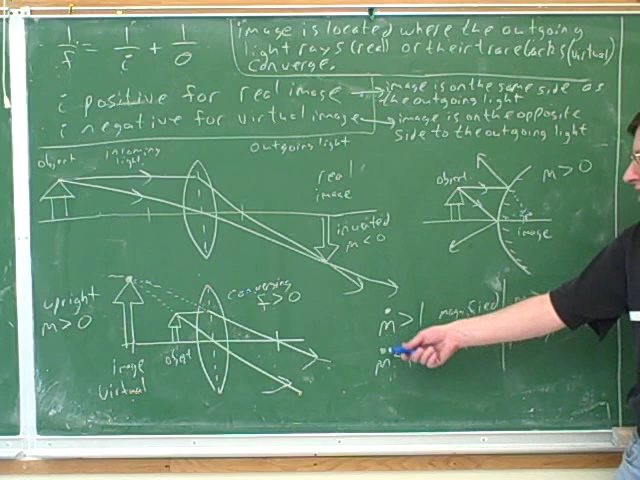 1/f = 1/i + 1/o
image is located where the outgoing
light rays (real) or their tracebacks (virtual)
converge.
i positive for real image → image is on the same side as
the outgoing light
i negative for virtual image → image is on the opposite
side to the outgoing light
object
incoming
light
outgoing light
real
image
inverted
m<0
object
m>0
image
upright
m>0
converging
f>0
object
image
virtual
m>1
magnified
m